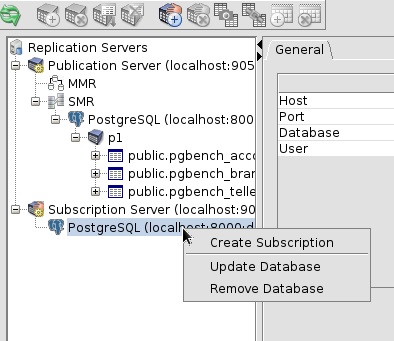 Replication Servers
Publication Server (localhost:905
MMR
SMR
PostgreSQL (localhost:800
p1
public.pgbench_acc
public.pgbench_bran
public.pgbench_telle
Subscription Server (localhost:90
PostgreSQL (localhost:8000:d
Create Subscription
Update Database
Remove Database
General
Host
Port
Database
User